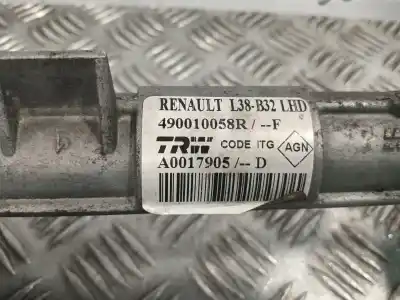 RENAULT L38-B32 LHD
490010058R / --F
TRW CODE ITG AGN
A0017905 /-- D